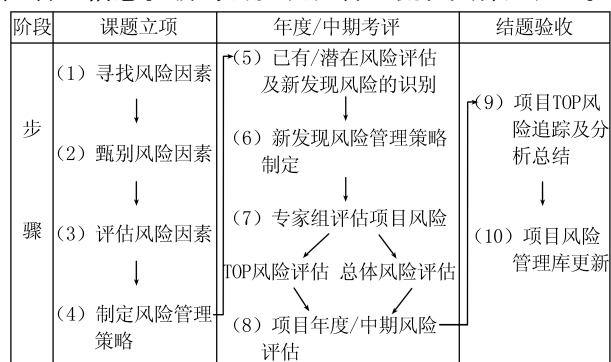 阶段
课题立项
年度/中期考评
结题验收
步
骤
(1) 寻找风险因素
(2) 甄别风险因素
(3) 评估风险因素
(4) 制定风险管理
策略
(5) 已有/潜在风险评估
及新发现风险的识别
(6) 新发现风险管理策略
制定
(7) 专家组评估项目风险
TOP风险评估 总体风险评估
(8) 项目年度/中期风险
评估
(9) 项目TOP风
险追踪及分
析总结
(10) 项目风险
管理库更新